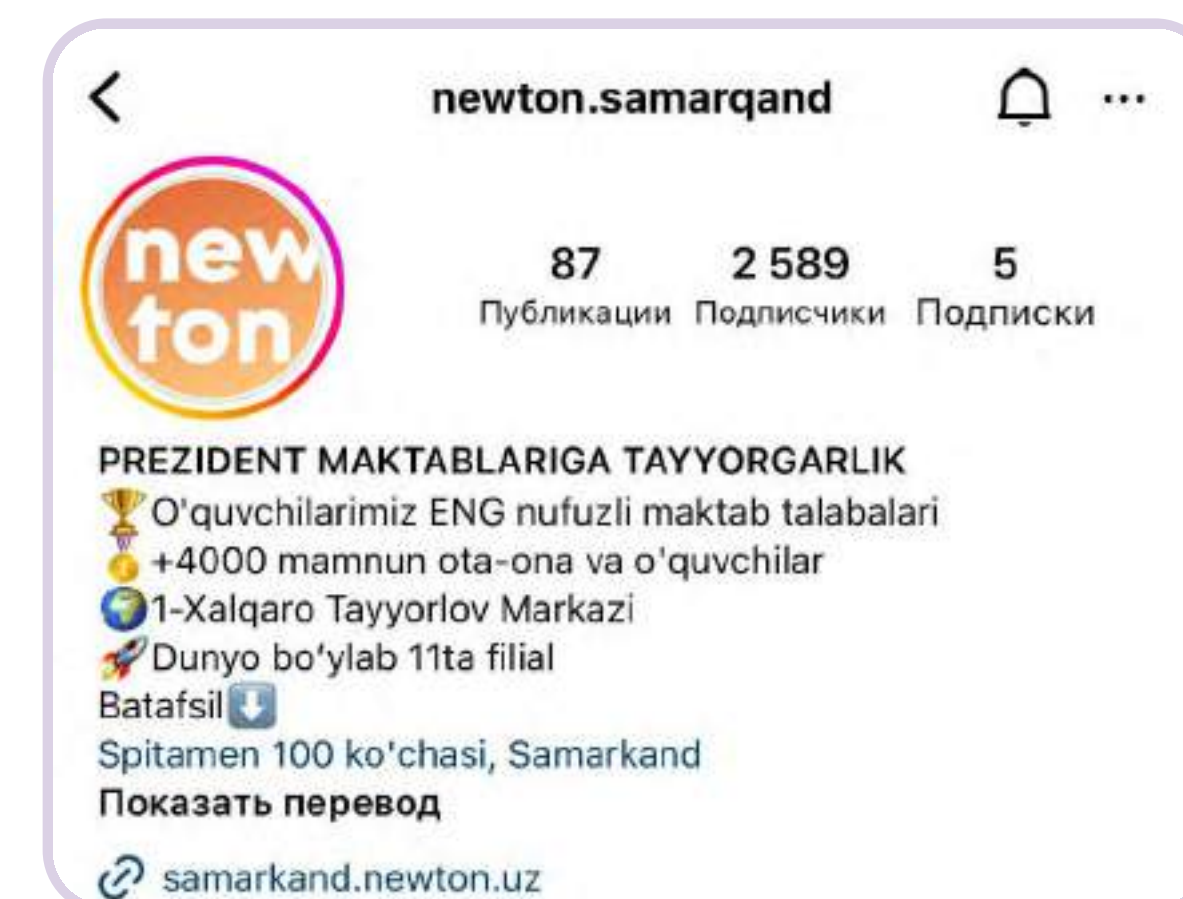 newton.samarqand
new
ton
87 2 589 5
Публикации Подписчики Подписки
PREZIDENT MAKTABLARIGA TAYYORGARLIK
🏆O'quvchilarimiz ENG nufuzli maktab talabalari
🏅+4000 mamnun ota-ona va o'quvchilar
🌍1-Xalqaro Tayyorlov Markazi
🚀Dunyo bo‘ylab 11ta filial
Batafsil⬇️
Spitamen 100 ko'chasi, Samarkand
Показать перевод
samarkand.newton.uz